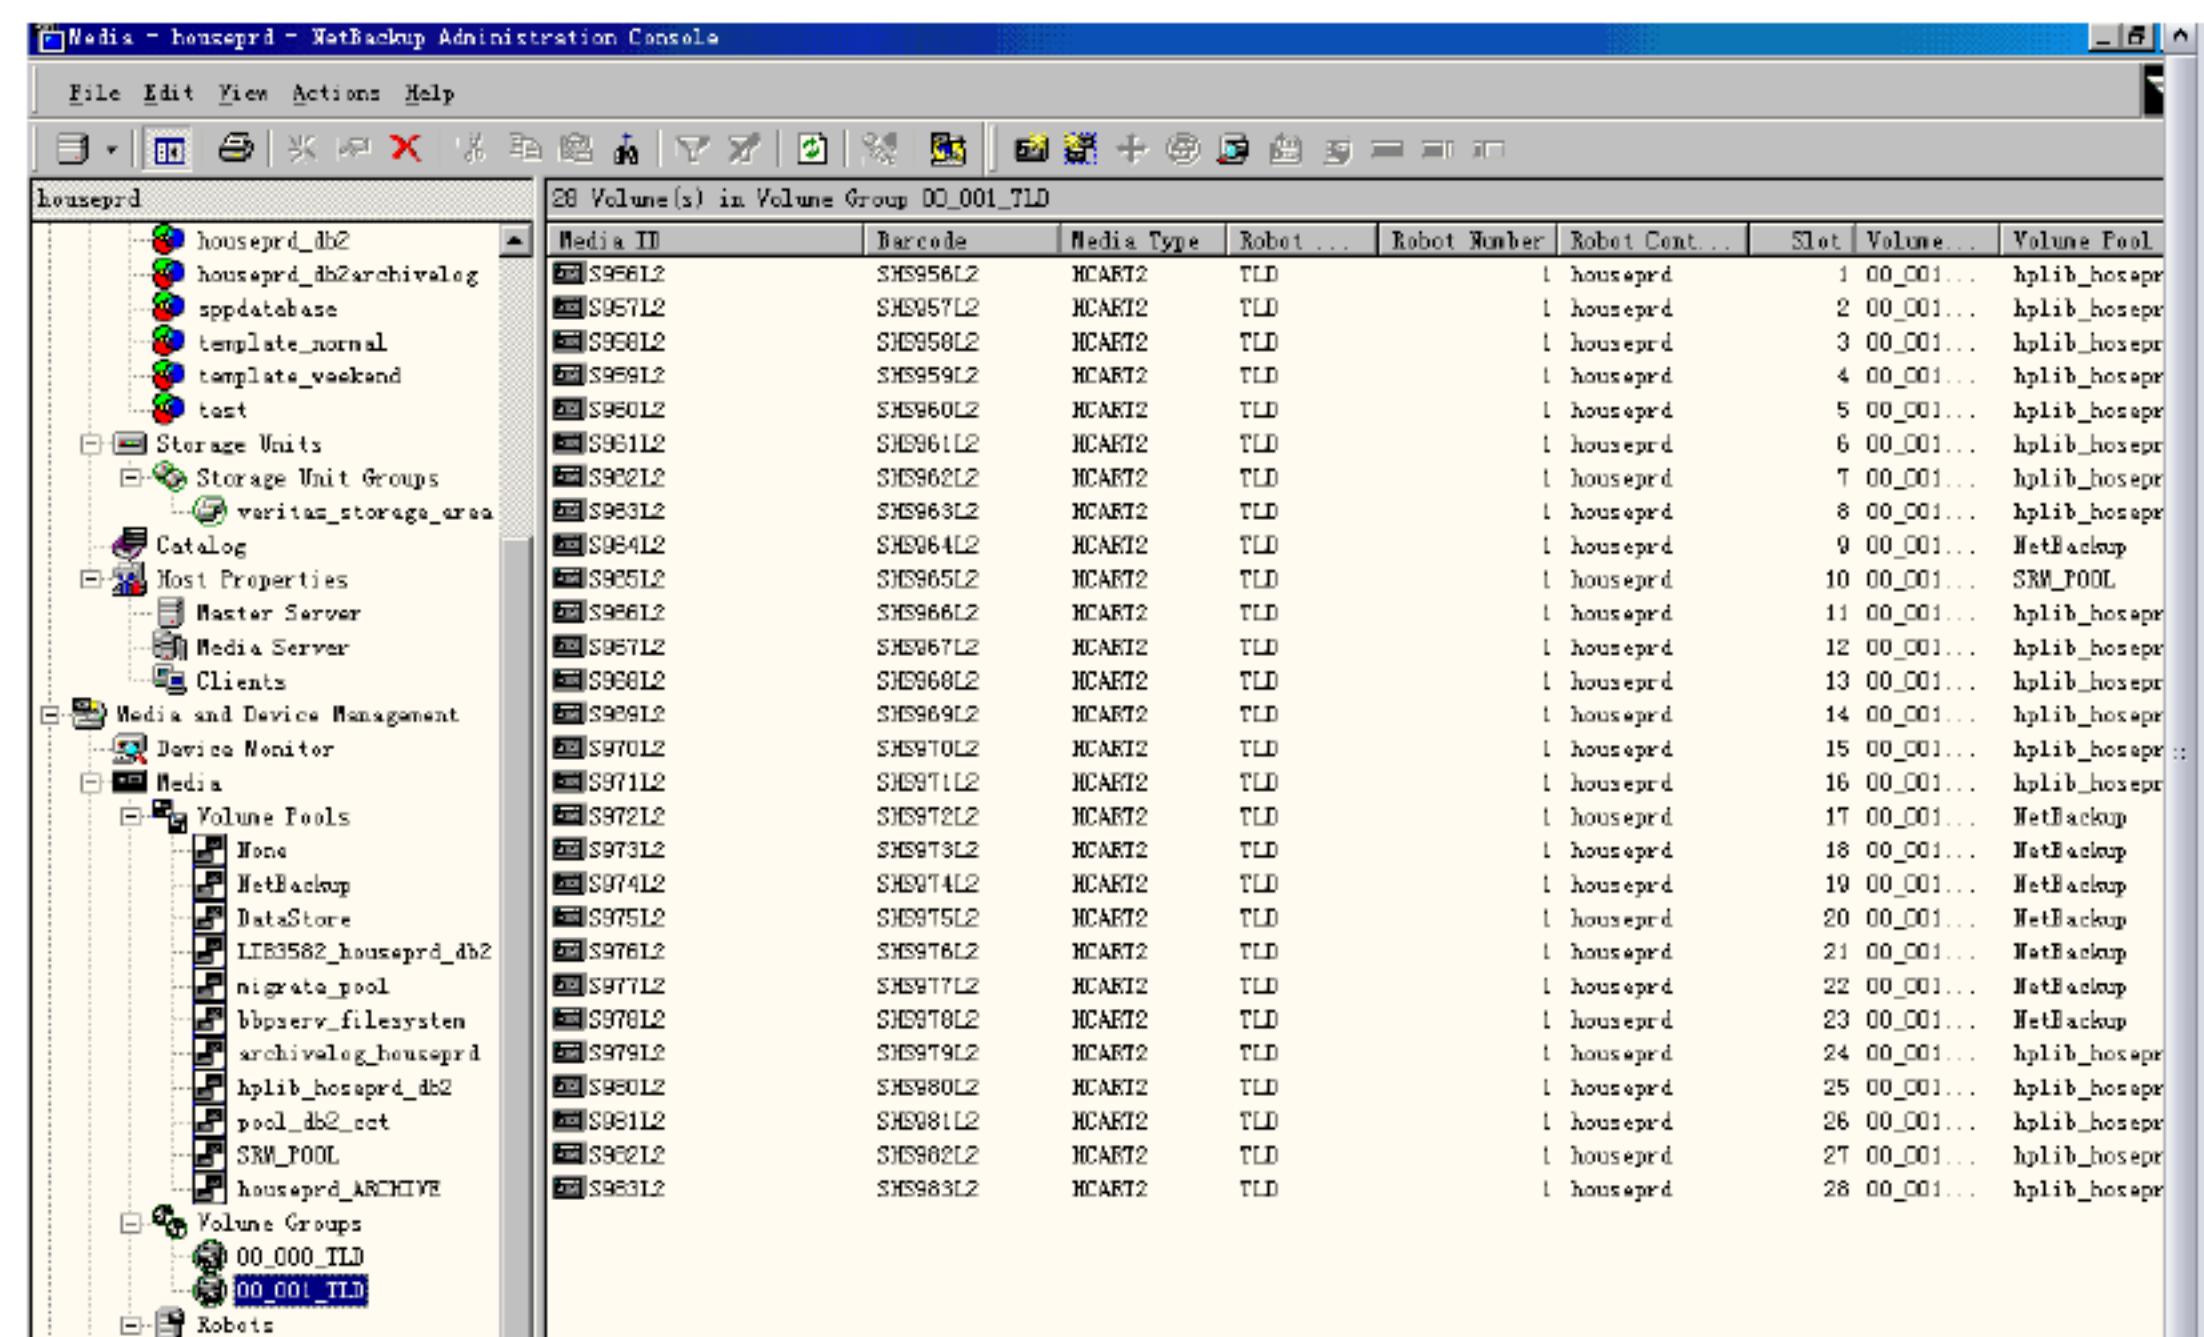 Media - houseprd - NetBackup Administration Console
File Edit View Actions Help
houseprd
28 Volume(s) in Volume Group 00_001_TLD
houseprd_db2
houseprd_db2archivelog
sppdatabase
template_normal
template_weekend
test
Storage Units
Storage Unit Groups
veritas_storage_area
Catalog
Host Properties
Master Server
Media Server
Clients
Media and Device Management
Device Monitor
Media
Volume Pools
None
NetBackup
DataStore
LIB3582_houseprd_db2
migrate_pool
bbpserv_filesystem
archivelog_houseprd
hplib_hoseprd_db2
pool_db2_cct
SRM_POOL
houseprd_ARCHIVE
Volume Groups
00_000_TLD
00_001_TLD
Robots
Media ID Barcode Media Type Robot ... Robot Number Robot Cont... Slot Volume... Volume Pool
S956L2 SHS956L2 HCART2 TLD 1 houseprd 1 00_001... hplib_hosepr
S957L2 SHS957L2 HCART2 TLD 1 houseprd 2 00_001... hplib_hosepr
S958L2 SHS958L2 HCART2 TLD 1 houseprd 3 00_001... hplib_hosepr
S959L2 SHS959L2 HCART2 TLD 1 houseprd 4 00_001... hplib_hosepr
S960L2 SHS960L2 HCART2 TLD 1 houseprd 5 00_001... hplib_hosepr
S961L2 SHS961L2 HCART2 TLD 1 houseprd 6 00_001... hplib_hosepr
S962L2 SHS962L2 HCART2 TLD 1 houseprd 7 00_001... hplib_hosepr
S963L2 SHS963L2 HCART2 TLD 1 houseprd 8 00_001... hplib_hosepr
S964L2 SHS964L2 HCART2 TLD 1 houseprd 9 00_001... NetBackup
S965L2 SHS965L2 HCART2 TLD 1 houseprd 10 00_001... SRM_POOL
S966L2 SHS966L2 HCART2 TLD 1 houseprd 11 00_001... hplib_hosepr
S967L2 SHS967L2 HCART2 TLD 1 houseprd 12 00_001... hplib_hosepr
S968L2 SHS968L2 HCART2 TLD 1 houseprd 13 00_001... hplib_hosepr
S969L2 SHS969L2 HCART2 TLD 1 houseprd 14 00_001... hplib_hosepr
S970L2 SHS970L2 HCART2 TLD 1 houseprd 15 00_001... hplib_hosepr
S971L2 SHS971L2 HCART2 TLD 1 houseprd 16 00_001... hplib_hosepr
S972L2 SHS972L2 HCART2 TLD 1 houseprd 17 00_001... NetBackup
S973L2 SHS973L2 HCART2 TLD 1 houseprd 18 00_001... NetBackup
S974L2 SHS974L2 HCART2 TLD 1 houseprd 19 00_001... NetBackup
S975L2 SHS975L2 HCART2 TLD 1 houseprd 20 00_001... NetBackup
S976L2 SHS976L2 HCART2 TLD 1 houseprd 21 00_001... NetBackup
S977L2 SHS977L2 HCART2 TLD 1 houseprd 22 00_001... NetBackup
S978L2 SHS978L2 HCART2 TLD 1 houseprd 23 00_001... NetBackup
S979L2 SHS979L2 HCART2 TLD 1 houseprd 24 00_001... hplib_hosepr
S980L2 SHS980L2 HCART2 TLD 1 houseprd 25 00_001... hplib_hosepr
S981L2 SHS981L2 HCART2 TLD 1 houseprd 26 00_001... hplib_hosepr
S982L2 SHS982L2 HCART2 TLD 1 houseprd 27 00_001... hplib_hosepr
S983L2 SHS983L2 HCART2 TLD 1 houseprd 28 00_001... hplib_hosepr